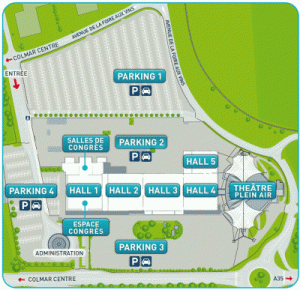 AVENUE DE LA FOIRE AUX VINS
COLMAR CENTRE
ENTRÉE
AVENUE DE LA FOIRE AUX VINS
PARKING 1
P
SALLES DE
CONGRÈS
PARKING 2
P
HALL 5
PARKING 4
P
HALL 1
HALL 2
HALL 3
HALL 4
THÉÂTRE
PLEIN AIR
ESPACE
CONGRÈS
ADMINISTRATION
PARKING 3
P
COLMAR CENTRE
A35